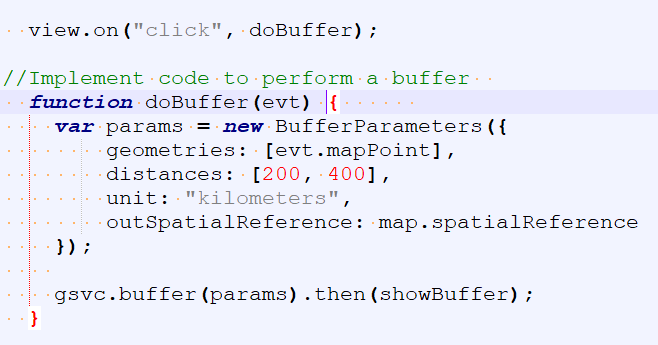 view.on("click", doBuffer);
//Implement code to perform a buffer
function doBuffer(evt) {
var params = new BufferParameters({
geometries: [evt.mapPoint],
distances: [200, 400],
unit: "kilometers",
outSpatialReference: map.spatialReference
});
gsvc.buffer(params).then(showBuffer);
}